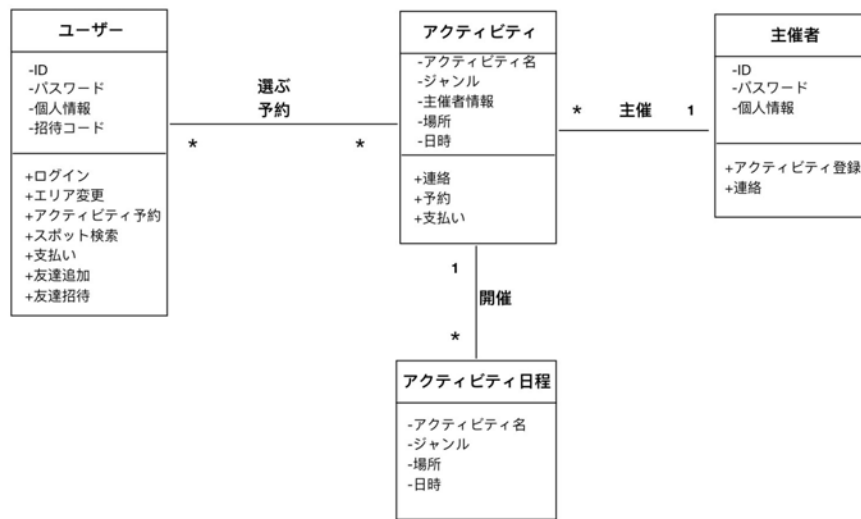 ユーザー
-ID
-パスワード
-個人情報
-招待コード
+ログイン
+エリア変更
+アクティビティ予約
+スポット検索
+支払い
+友達追加
+友達招待
選ぶ
予約
*
*
アクティビティ
-アクティビティ名
-ジャンル
-主催者情報
-場所
-日時
+連絡
+予約
+支払い
*
主催
1
主催者
-ID
-パスワード
-個人情報
+アクティビティ登録
+連絡
1
開催
*
アクティビティ日程
-アクティビティ名
-ジャンル
-場所
-日時